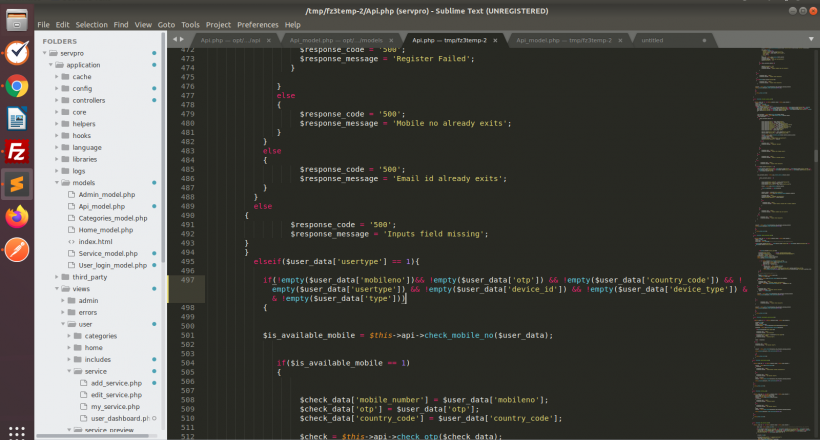 /tmp/fz3temp-2/Api.php (servpro) - Sublime Text (UNREGISTERED)
File Edit Selection Find View Goto Tools Project Preferences Help
FOLDERS
servpro
application
cache
config
controllers
core
helpers
hooks
language
libraries
logs
models
Admin_model.php
Api_model.php
Categories_model.php
Home_model.php
index.html
Service_model.php
User_login_model.php
third_party
views
admin
errors
user
categories
home
includes
service
add_service.php
edit_service.php
my_service.php
user_dashboard.ph
service_preview
Api.php — opt/.../api
Api_model.php — opt/.../models
Api.php — tmp/fz3temp-2
Api_model.php — tmp/fz3temp-2
untitled
472 $response_code = '500';
473 $response_message = 'Register Failed';
474 }
475
476 }
477 else
478 {
479 $response_code = '500';
480 $response_message = 'Mobile no already exits';
481 }
482 }
483 else
484 {
485 $response_code = '500';
486 $response_message = 'Email id already exits';
487 }
488 }
489 else
490 {
491 $response_code = '500';
492 $response_message = 'Inputs field missing';
493 }
494 }
495 elseif($user_data['usertype'] == 1){
496
497 if(!empty($user_data['mobileno'])&& !empty($user_data['otp']) && !empty($user_data['country_code']) && !
empty($user_data['usertype']) && !empty($user_data['device_id']) && !empty($user_data['device_type']) &
& !empty($user_data['type']))
498 {
499
500
501 $is_available_mobile = $this->api->check_mobile_no($user_data);
502
503
504 if($is_available_mobile == 1)
505 {
506
507
508 $check_data['mobile_number'] = $user_data['mobileno'];
509 $check_data['otp'] = $user_data['otp'];
510 $check_data['country_code'] = $user_data['country_code'];
511
512 $check = $this->api->check_otp($check_data);